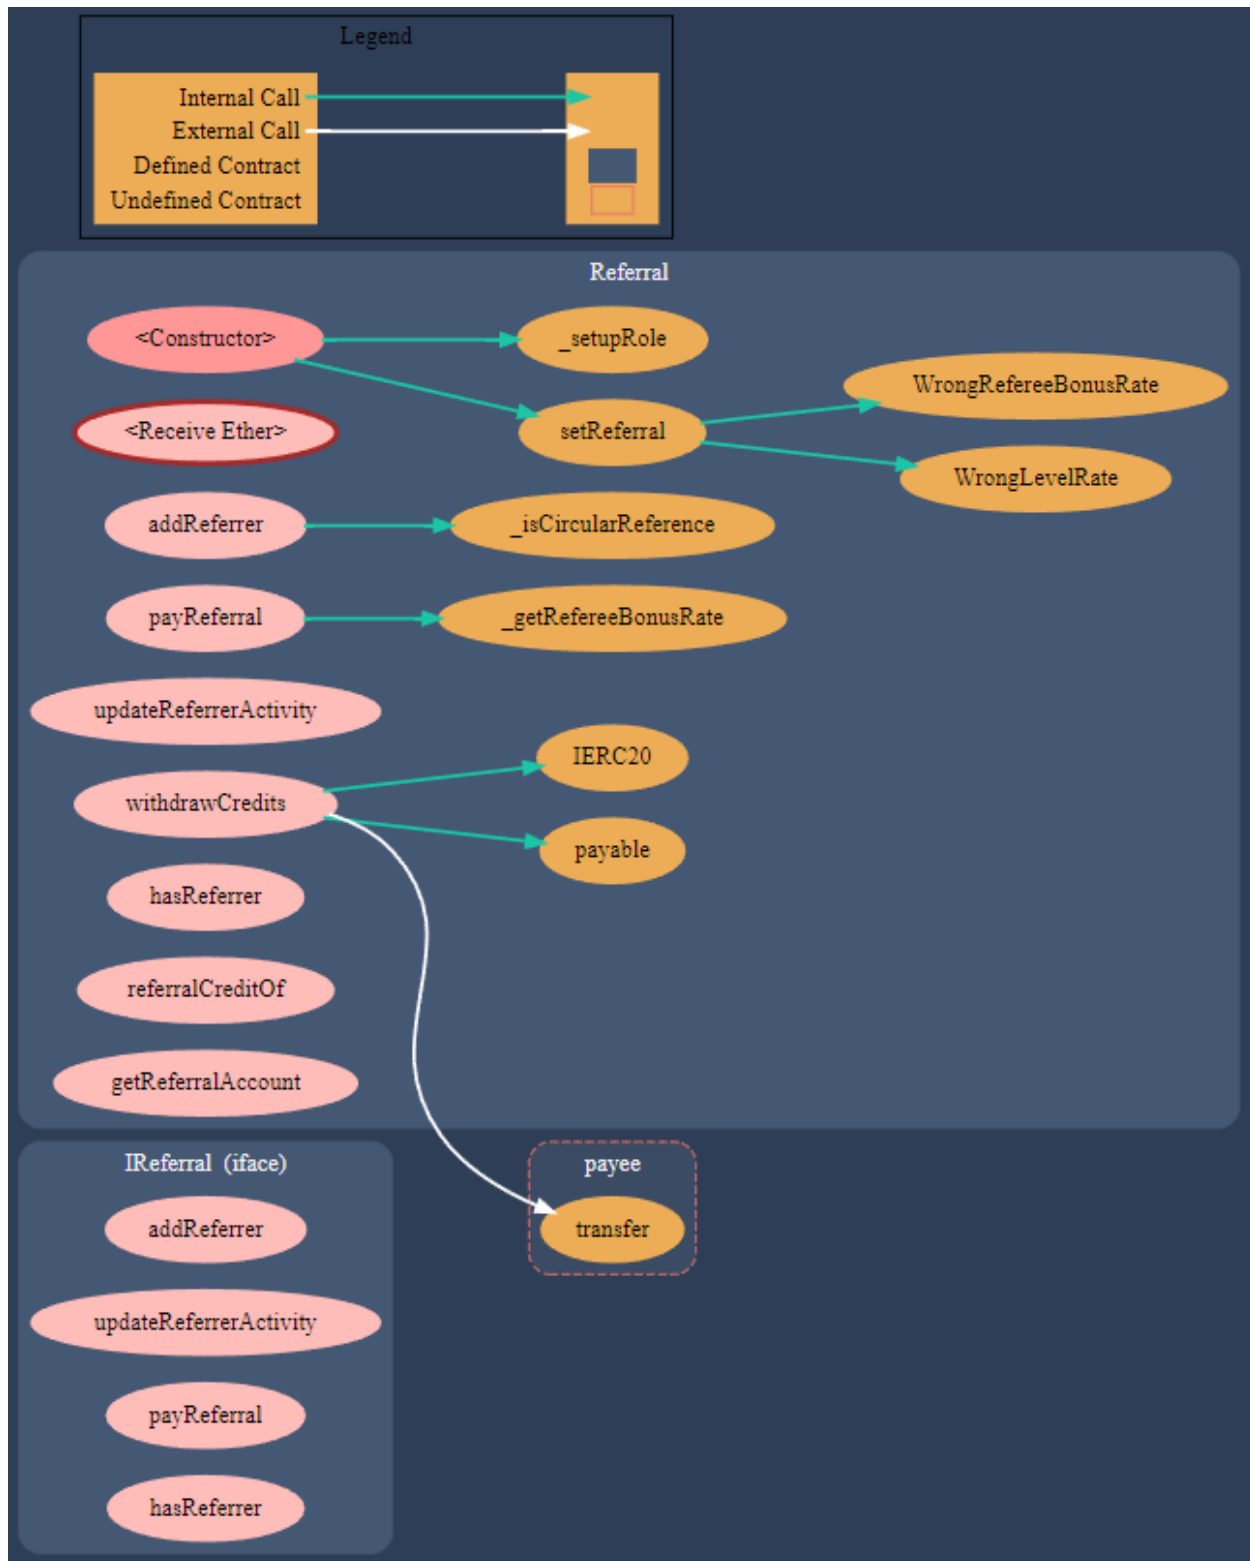 Legend
Internal Call
External Call
Defined Contract
Undefined Contract
Referral
<Constructor>
_setupRole
WrongRefereeBonusRate
<Receive Ether>
setReferral
WrongLevelRate
addReferrer
_isCircularReference
payReferral
_getRefereeBonusRate
updateReferrerActivity
IERC20
withdrawCredits
payable
hasReferrer
referralCreditOf
getReferralAccount
IReferral (iface)
payee
addReferrer
transfer
updateReferrerActivity
payReferral
hasReferrer